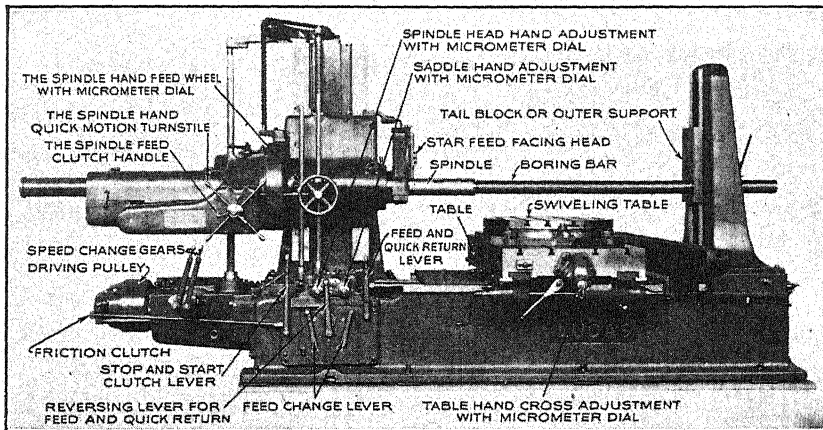 SPINDLE HEAD HAND ADJUSTMENT
WITH MICROMETER DIAL
SADDLE HAND ADJUSTMENT
WITH MICROMETER DIAL
THE SPINDLE HAND FEED WHEEL
WITH MICROMETER DIAL
THE SPINDLE HAND
QUICK MOTION TURNSTILE
THE SPINDLE FEED
CLUTCH HANDLE
TAIL BLOCK OR OUTER SUPPORT
STAR FEED FACING HEAD
SPINDLE
BORING BAR
TABLE
SWIVELING TABLE
FEED AND
QUICK RETURN
LEVER
SPEED CHANGE GEARS
DRIVING PULLEY
LUCAS
FRICTION CLUTCH
STOP AND START
CLUTCH LEVER
REVERSING LEVER FOR
FEED AND QUICK RETURN
FEED CHANGE LEVER
TABLE HAND CROSS ADJUSTMENT
WITH MICROMETER DIAL